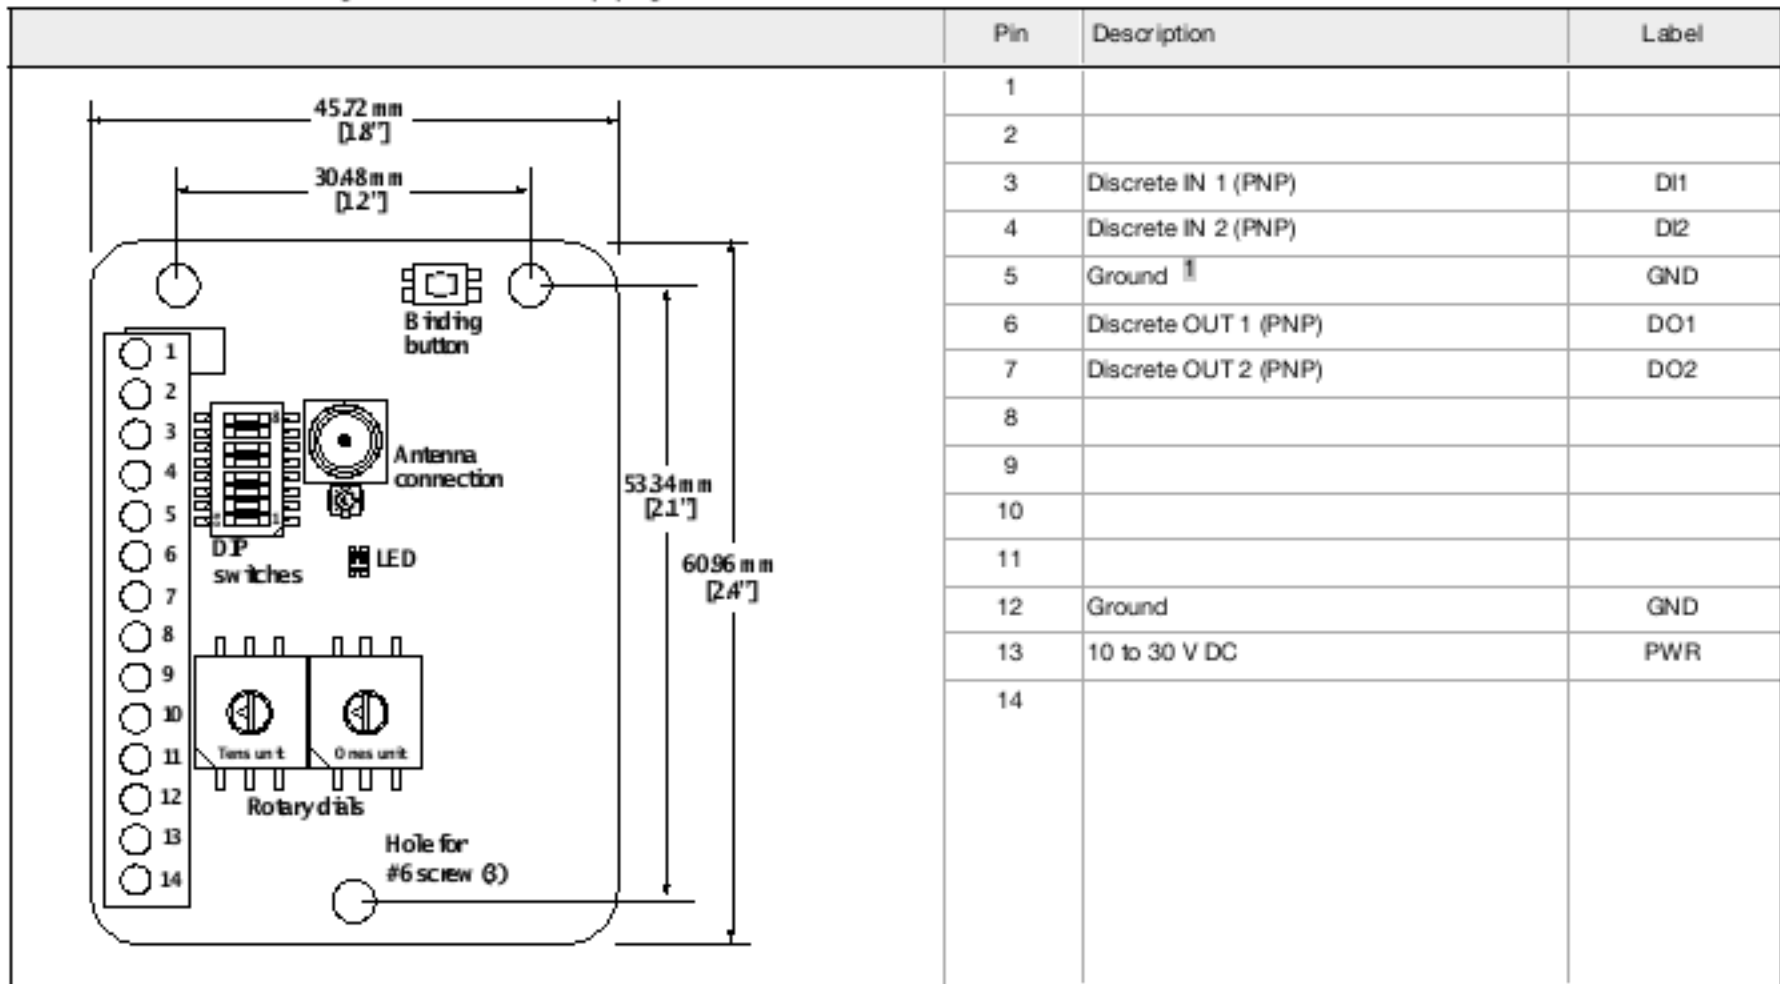 Pin Description Label
1
2
3 Discrete IN 1 (PNP) DI1
4 Discrete IN 2 (PNP) DI2
5 Ground 1 GND
6 Discrete OUT 1 (PNP) DO1
7 Discrete OUT 2 (PNP) DO2
8
9
10
11
12 Ground GND
13 10 to 30 V DC PWR
14
45.72 mm
[1.8"]
30.48 mm
[1.2"]
Binding
button
1
2
3
4
5
6
7
8
9
10
11
12
13
14
8
1
Antenna
connection
DIP
switches
LED
53.34 mm
[2.1"]
60.96 mm
[2.4"]
Tens unit
Ones unit
Rotary dials
Hole for
#6 screw (3)